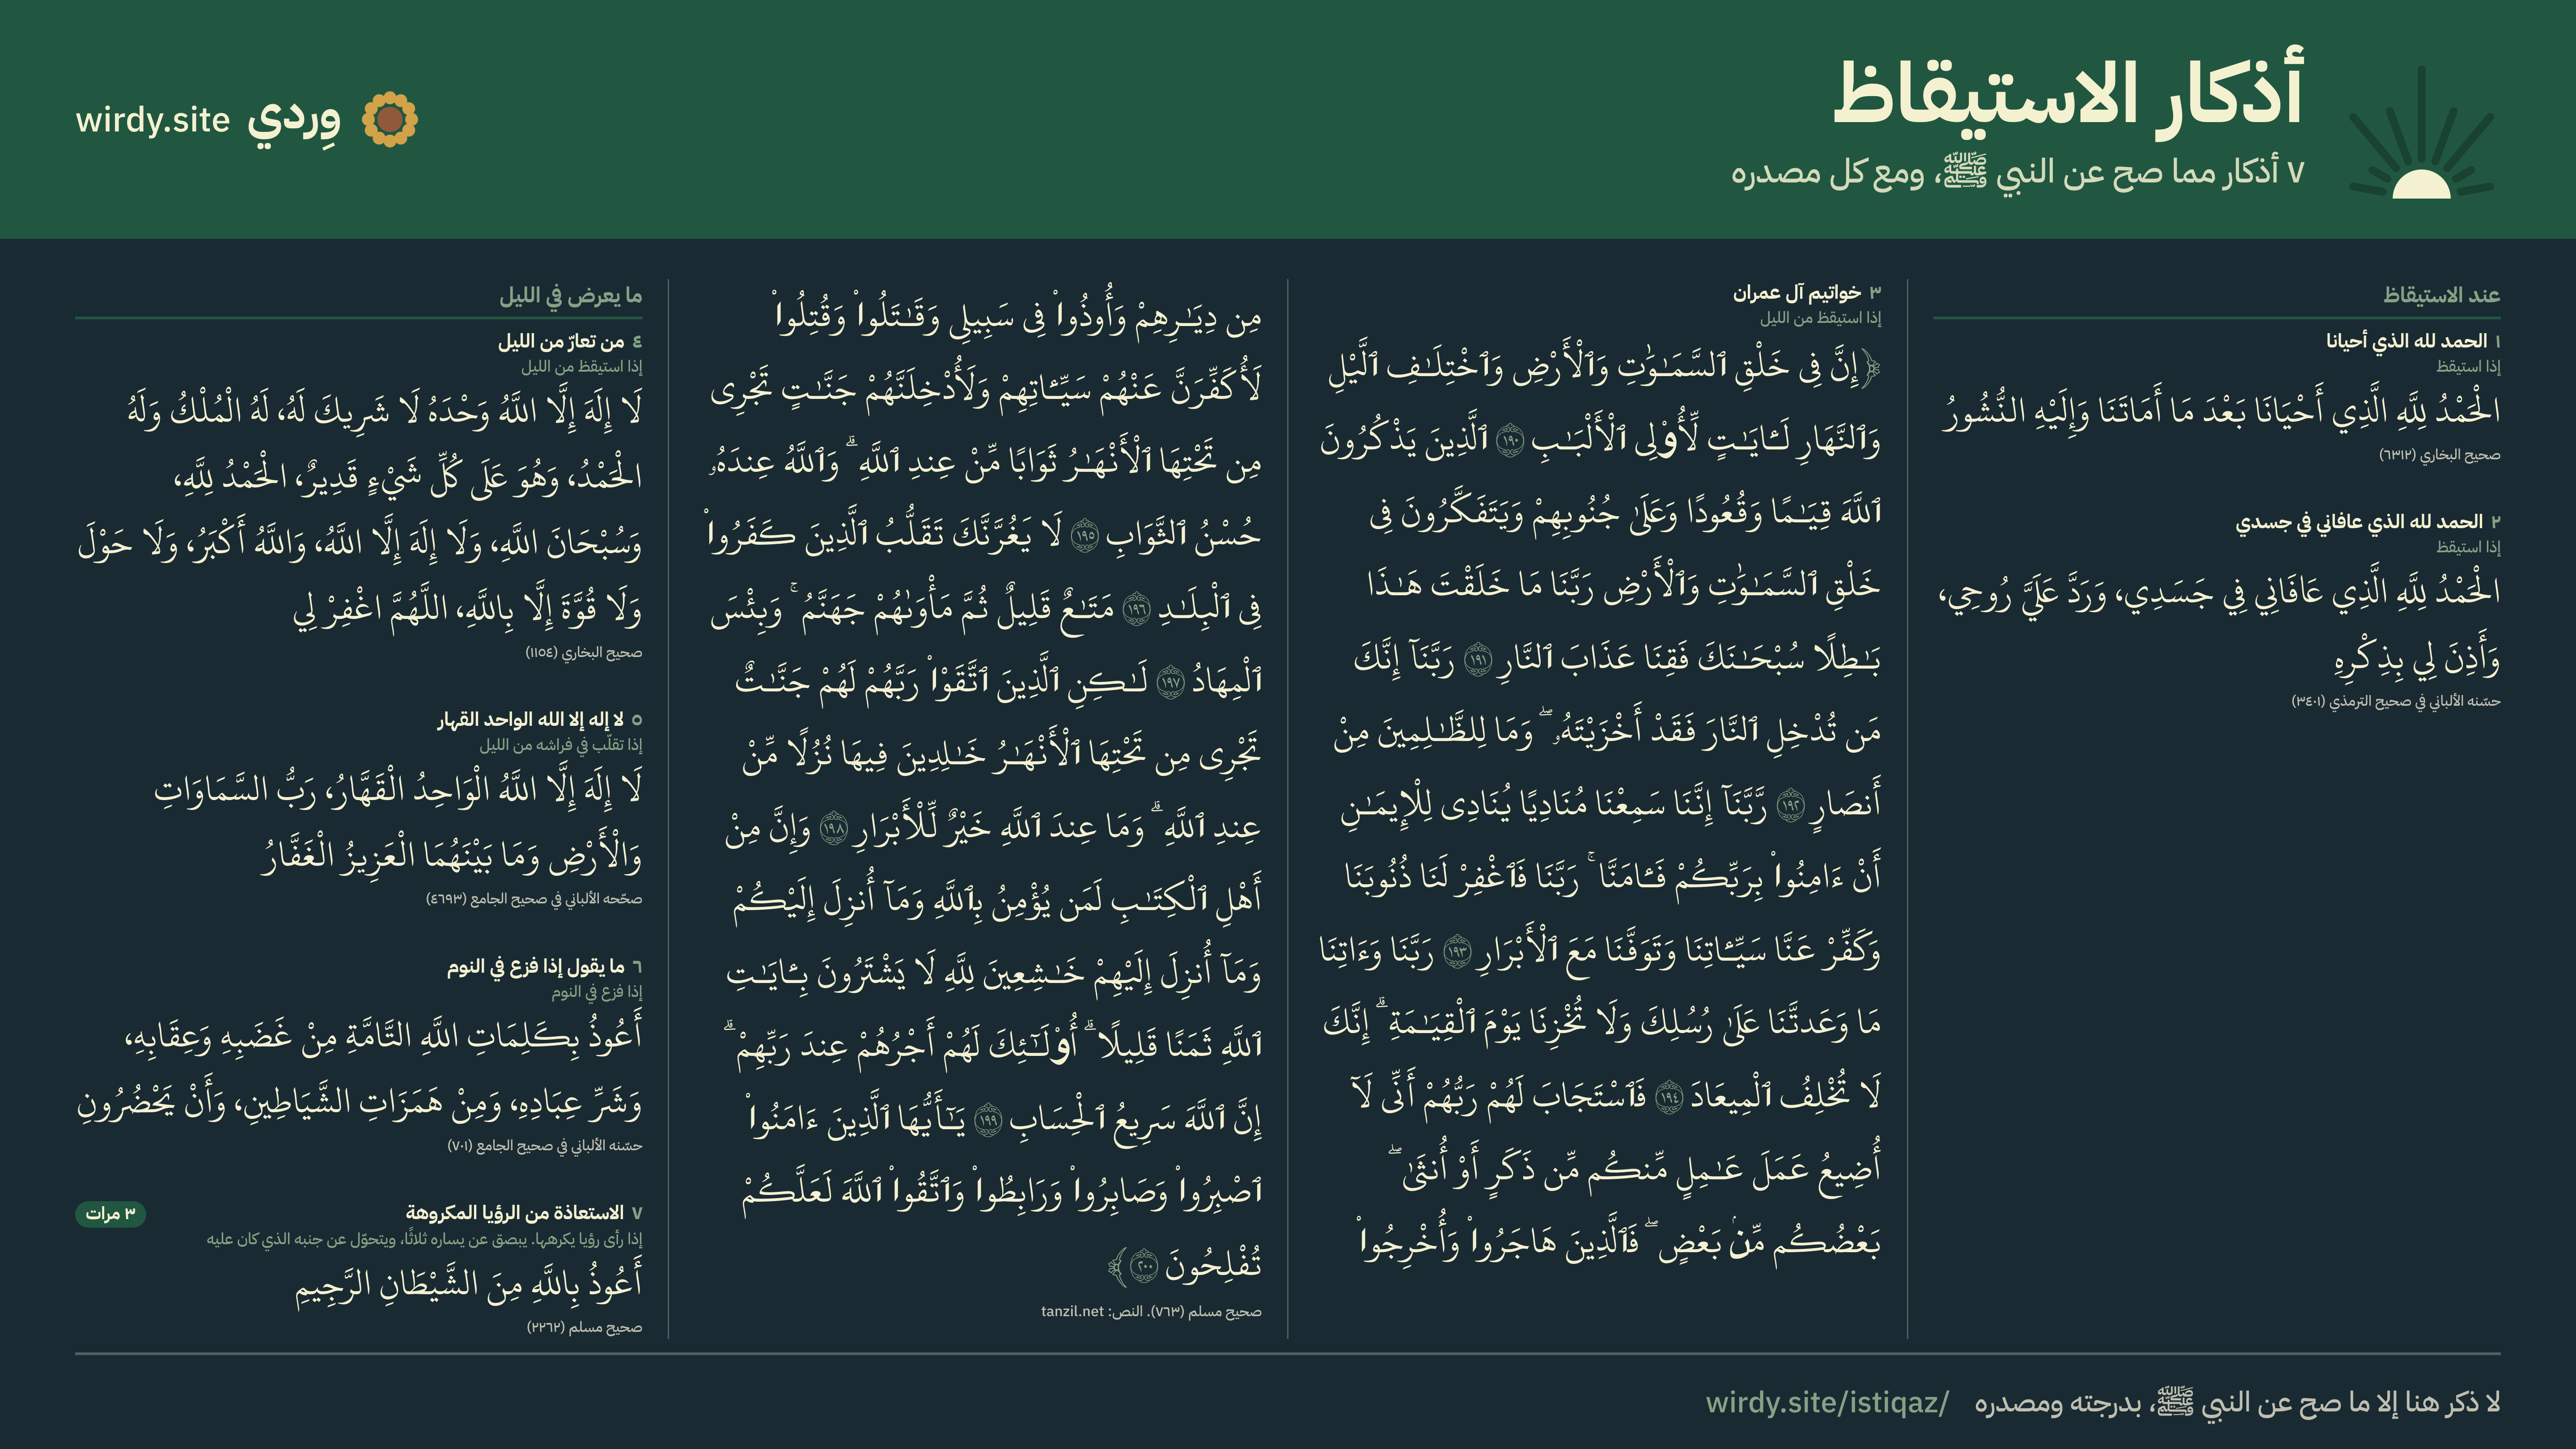 أذكار الاستيقاظ
٧ أذكار مما صح عن النبي ﷺ، ومع كل مصدره
وِردي wirdy.site
عند الاستيقاظ
١ الحمد لله الذي أحيانا
إذا استيقظ
الْحَمْدُ لِلَّهِ الَّذِي أَحْيَانَا بَعْدَ مَا أَمَاتَنَا وَإِلَيْهِ النُّشُورُ
صحيح البخاري (٦٣١٢)
٢ الحمد لله الذي عافاني في جسدي
إذا استيقظ
الْحَمْدُ لِلَّهِ الَّذِي عَافَانِي فِي جَسَدِي، وَرَدَّ عَلَيَّ رُوحِي،
وَأَذِنَ لِي بِذِكْرِهِ
حسّنه الألباني في صحيح الترمذي (٣٤٠١)
٣ خواتيم آل عمران
إذا استيقظ من الليل
﴿إِنَّ فِى خَلْقِ ٱلسَّمَـٰوَٰتِ وَٱلْأَرْضِ وَٱخْتِلَـٰفِ ٱلَّيْلِ
وَٱلنَّهَارِ لَـَٔايَـٰتٍ لِّأُو۟لِى ٱلْأَلْبَـٰبِ ١٩٠ ٱلَّذِينَ يَذْكُرُونَ
ٱللَّهَ قِيَـٰمًا وَقُعُودًا وَعَلَىٰ جُنُوبِهِمْ وَيَتَفَكَّرُونَ فِى
خَلْقِ ٱلسَّمَـٰوَٰتِ وَٱلْأَرْضِ رَبَّنَا مَا خَلَقْتَ هَـٰذَا
بَـٰطِلًا سُبْحَـٰنَكَ فَقِنَا عَذَابَ ٱلنَّارِ ١٩١ رَبَّنَآ إِنَّكَ
مَن تُدْخِلِ ٱلنَّارَ فَقَدْ أَخْزَيْتَهُۥ ۖ وَمَا لِلظَّـٰلِمِينَ مِنْ
أَنصَارٍ ١٩٢ رَّبَّنَآ إِنَّنَا سَمِعْنَا مُنَادِيًا يُنَادِى لِلْإِيمَـٰنِ
أَنْ ءَامِنُوا۟ بِرَبِّكُمْ فَـَٔامَنَّا ۚ رَبَّنَا فَٱغْفِرْ لَنَا ذُنُوبَنَا
وَكَفِّرْ عَنَّا سَيِّـَٔاتِنَا وَتَوَفَّنَا مَعَ ٱلْأَبْرَارِ ١٩٣ رَبَّنَا وَءَاتِنَا
مَا وَعَدتَّنَا عَلَىٰ رُسُلِكَ وَلَا تُخْزِنَا يَوْمَ ٱلْقِيَـٰمَةِ ۗ إِنَّكَ
لَا تُخْلِفُ ٱلْمِيعَادَ ١٩٤ فَٱسْتَجَابَ لَهُمْ رَبُّهُمْ أَنِّى لَآ
أُضِيعُ عَمَلَ عَـٰمِلٍ مِّنكُم مِّن ذَكَرٍ أَوْ أُنثَىٰ ۖ
بَعْضُكُم مِّنۢ بَعْضٍ ۖ فَٱلَّذِينَ هَاجَرُوا۟ وَأُخْرِجُوا۟
مِن دِيَـٰرِهِمْ وَأُوذُوا۟ فِى سَبِيلِى وَقَـٰتَلُوا۟ وَقُتِلُوا۟
لَأُكَفِّرَنَّ عَنْهُمْ سَيِّـَٔاتِهِمْ وَلَأُدْخِلَنَّهُمْ جَنَّـٰتٍ تَجْرِى
مِن تَحْتِهَا ٱلْأَنْهَـٰرُ ثَوَابًا مِّنْ عِندِ ٱللَّهِ ۗ وَٱللَّهُ عِندَهُۥ
حُسْنُ ٱلثَّوَابِ ١٩٥ لَا يَغُرَّنَّكَ تَقَلُّبُ ٱلَّذِينَ كَفَرُوا۟
فِى ٱلْبِلَـٰدِ ١٩٦ مَتَـٰعٌ قَلِيلٌ ثُمَّ مَأْوَىٰهُمْ جَهَنَّمُ ۚ وَبِئْسَ
ٱلْمِهَادُ ١٩٧ لَـٰكِنِ ٱلَّذِينَ ٱتَّقَوْا۟ رَبَّهُمْ لَهُمْ جَنَّـٰتٌ
تَجْرِى مِن تَحْتِهَا ٱلْأَنْهَـٰرُ خَـٰلِدِينَ فِيهَا نُزُلًا مِّنْ
عِندِ ٱللَّهِ ۗ وَمَا عِندَ ٱللَّهِ خَيْرٌ لِّلْأَبْرَارِ ١٩٨ وَإِنَّ مِنْ
أَهْلِ ٱلْكِتَـٰبِ لَمَن يُؤْمِنُ بِٱللَّهِ وَمَآ أُنزِلَ إِلَيْكُمْ
وَمَآ أُنزِلَ إِلَيْهِمْ خَـٰشِعِينَ لِلَّهِ لَا يَشْتَرُونَ بِـَٔايَـٰتِ
ٱللَّهِ ثَمَنًا قَلِيلًا ۗ أُو۟لَـٰٓئِكَ لَهُمْ أَجْرُهُمْ عِندَ رَبِّهِمْ ۗ
إِنَّ ٱللَّهَ سَرِيعُ ٱلْحِسَابِ ١٩٩ يَـٰٓأَيُّهَا ٱلَّذِينَ ءَامَنُوا۟
ٱصْبِرُوا۟ وَصَابِرُوا۟ وَرَابِطُوا۟ وَٱتَّقُوا۟ ٱللَّهَ لَعَلَّكُمْ
تُفْلِحُونَ ٢٠٠﴾
صحيح مسلم (٧٦٣). النص: tanzil.net
ما يعرض في الليل
٤ من تعارّ من الليل
إذا استيقظ من الليل
لَا إِلَهَ إِلَّا اللَّهُ وَحْدَهُ لَا شَرِيكَ لَهُ، لَهُ الْمُلْكُ وَلَهُ
الْحَمْدُ، وَهُوَ عَلَى كُلِّ شَيْءٍ قَدِيرٌ، الْحَمْدُ لِلَّهِ،
وَسُبْحَانَ اللَّهِ، وَلَا إِلَهَ إِلَّا اللَّهُ، وَاللَّهُ أَكْبَرُ، وَلَا حَوْلَ
وَلَا قُوَّةَ إِلَّا بِاللَّهِ، اللَّهُمَّ اغْفِرْ لِي
صحيح البخاري (١١٥٤)
٥ لا إله إلا الله الواحد القهار
إذا تقلّب في فراشه من الليل
لَا إِلَهَ إِلَّا اللَّهُ الْوَاحِدُ الْقَهَّارُ، رَبُّ السَّمَاوَاتِ
وَالْأَرْضِ وَمَا بَيْنَهُمَا الْعَزِيزُ الْغَفَّارُ
صحّحه الألباني في صحيح الجامع (٤٦٩٣)
٦ ما يقول إذا فزع في النوم
إذا فزع في النوم
أَعُوذُ بِكَلِمَاتِ اللَّهِ التَّامَّةِ مِنْ غَضَبِهِ وَعِقَابِهِ،
وَشَرِّ عِبَادِهِ، وَمِنْ هَمَزَاتِ الشَّيَاطِينِ، وَأَنْ يَحْضُرُونِ
حسّنه الألباني في صحيح الجامع (٧٠١)
٧ الاستعاذة من الرؤيا المكروهة
٣ مرات
إذا رأى رؤيا يكرهها. يبصق عن يساره ثلاثًا، ويتحوّل عن جنبه الذي كان عليه
أَعُوذُ بِاللَّهِ مِنَ الشَّيْطَانِ الرَّجِيمِ
صحيح مسلم (٢٢٦٢)
لا ذكر هنا إلا ما صح عن النبي ﷺ، بدرجته ومصدره
wirdy.site/istiqaz/